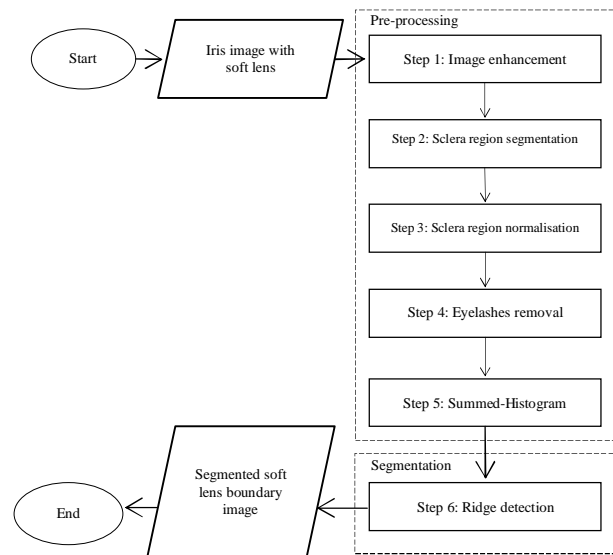 Pre-processing
Start
Iris image with
soft lens
Step 1: Image enhancement
Step 2: Sclera region segmentation
Step 3: Sclera region normalisation
Step 4: Eyelashes removal
Step 5: Summed-Histogram
Segmentation
Step 6: Ridge detection
Segmented soft
lens boundary
image
End